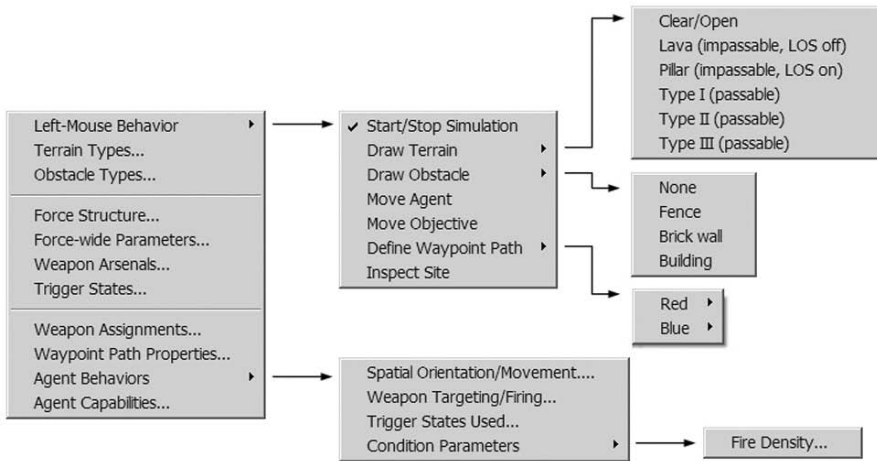 Left-Mouse Behavior
Terrain Types...
Obstacle Types...
Force Structure...
Force-wide Parameters...
Weapon Arsenals...
Trigger States...
Weapon Assignments...
Waypoint Path Properties...
Agent Behaviors
Agent Capabilities...
Start/Stop Simulation
Draw Terrain
Draw Obstacle
Move Agent
Move Objective
Define Waypoint Path
Inspect Site
Clear/Open
Lava (impassable, LOS off)
Pillar (impassable, LOS on)
Type I (passable)
Type II (passable)
Type III (passable)
None
Fence
Brick wall
Building
Red
Blue
Spatial Orientation/Movement....
Weapon Targeting/Firing...
Trigger States Used...
Condition Parameters
Fire Density...